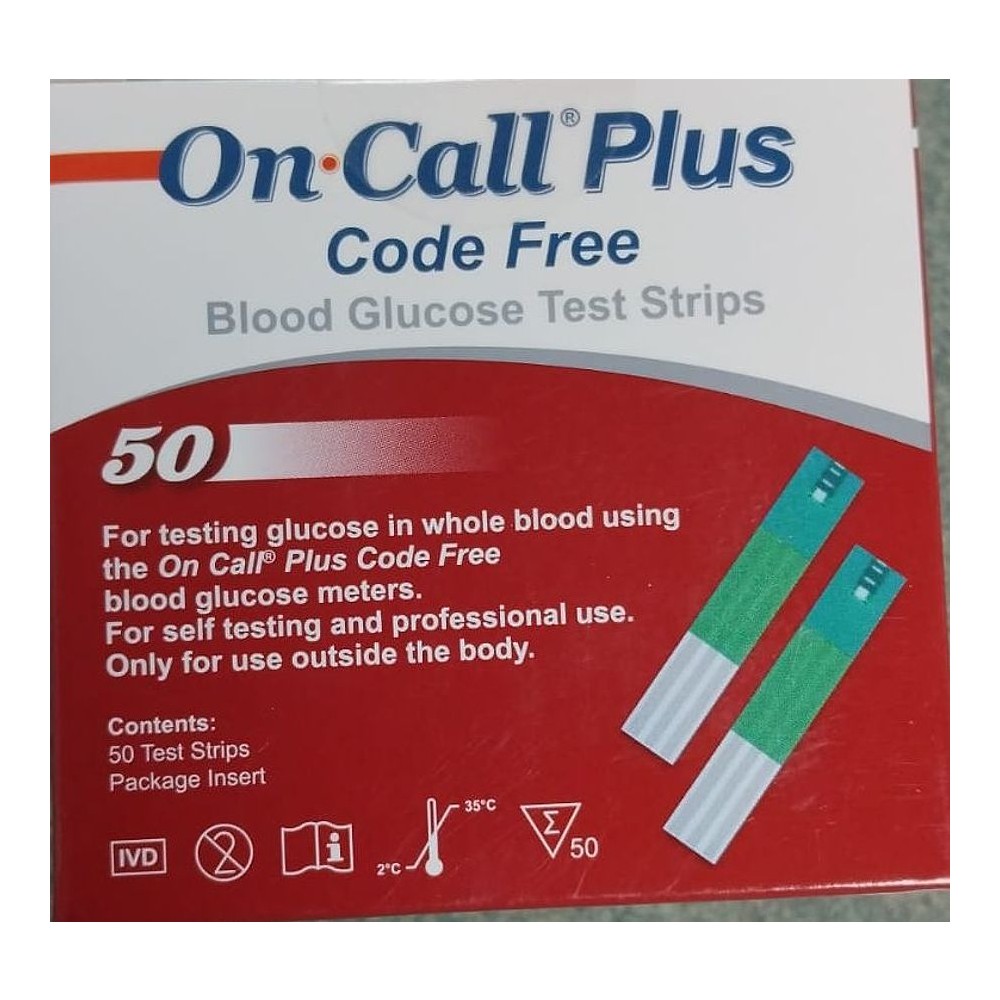 On·Call® Plus
Code Free
Blood Glucose Test Strips
50
For testing glucose in whole blood using
the On Call® Plus Code Free
blood glucose meters.
For self testing and professional use.
Only for use outside the body.
Contents:
50 Test Strips
Package Insert
IVD
2
i
2°C
35°C
Σ
50